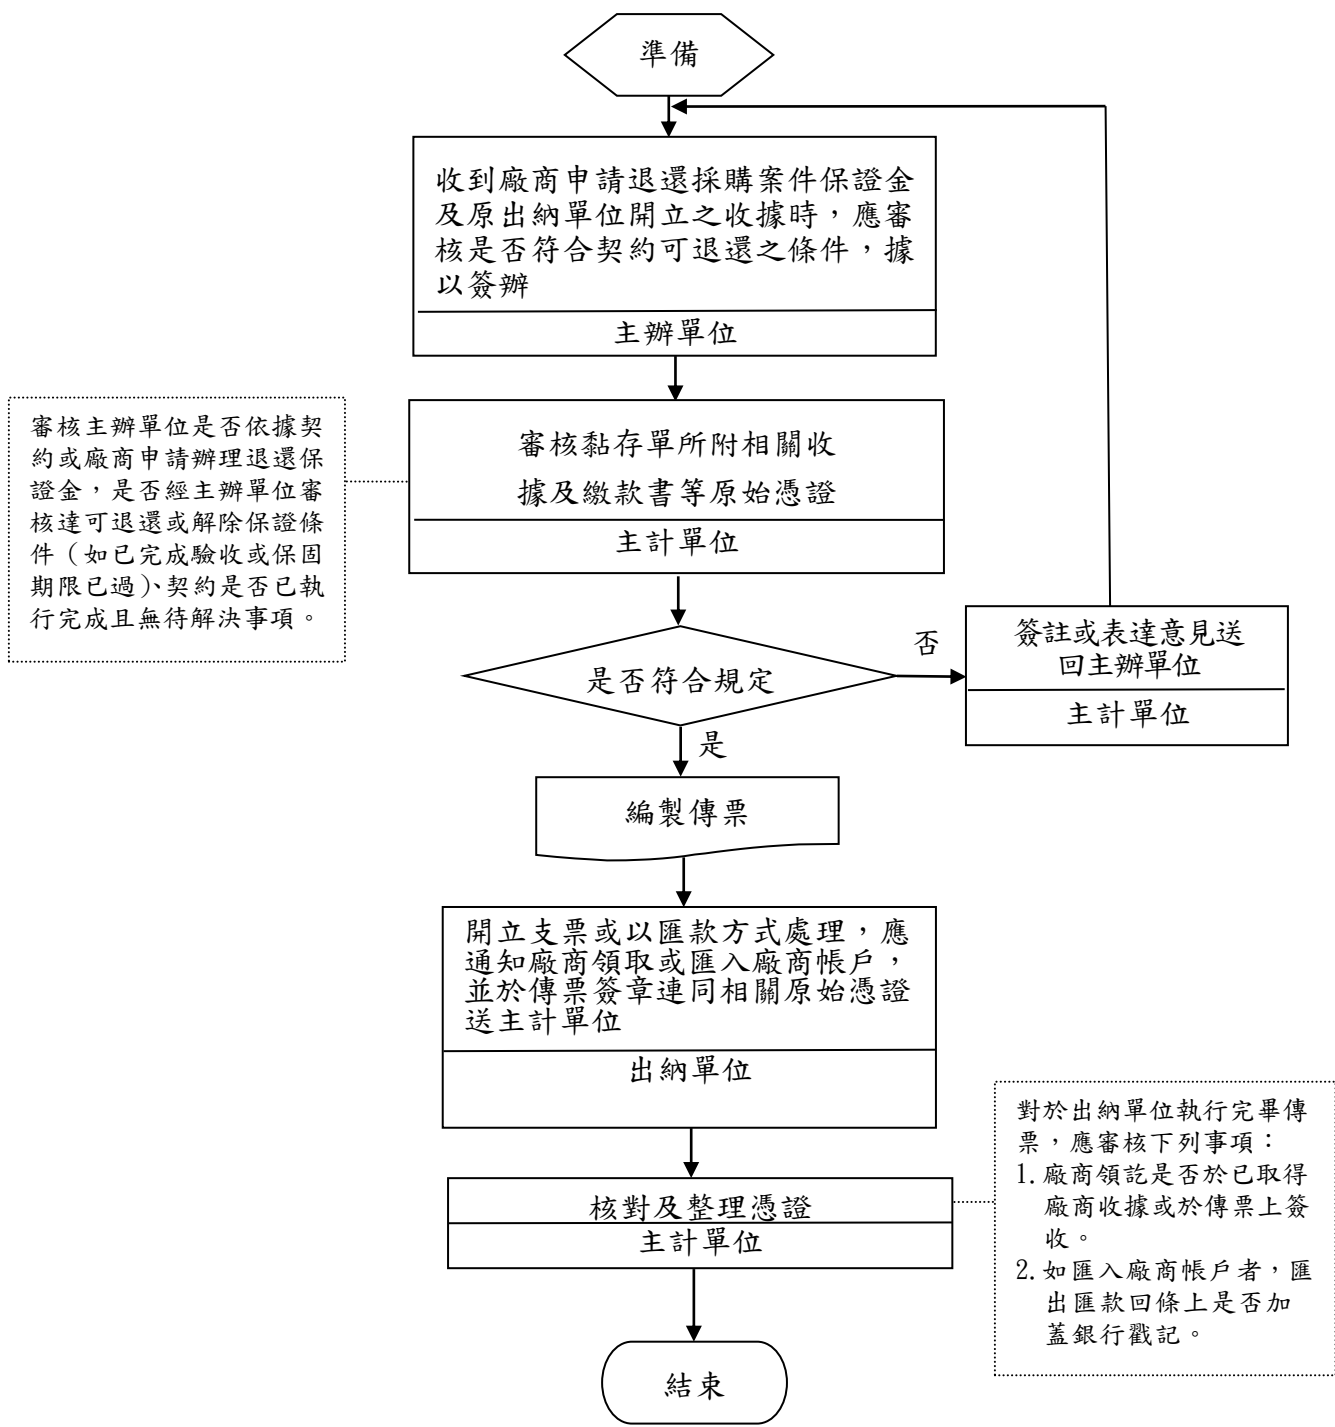 準備
收到廠商申請退還採購案件保證金
及原出納單位開立之收據時，應審
核是否符合契約可退還之條件，據
以簽辦
主辦單位
審核主辦單位是否依據契
約或廠商申請辦理退還保
證金，是否經主辦單位審
核達可退還或解除保證條
件（如已完成驗收或保固
期限已過）、契約是否已執
行完成且無待解決事項。
審核黏存單所附相關收
據及繳款書等原始憑證
主計單位
是否符合規定
否
簽註或表達意見送
回主辦單位
主計單位
是
編製傳票
開立支票或以匯款方式處理，應
通知廠商領取或匯入廠商帳戶，
並於傳票簽章連同相關原始憑證
送主計單位
出納單位
核對及整理憑證
主計單位
對於出納單位執行完畢傳
票，應審核下列事項：
1.廠商領訖是否於已取得
廠商收據或於傳票上簽
收。
2.如匯入廠商帳戶者，匯
出匯款回條上是否加
蓋銀行戳記。
結束